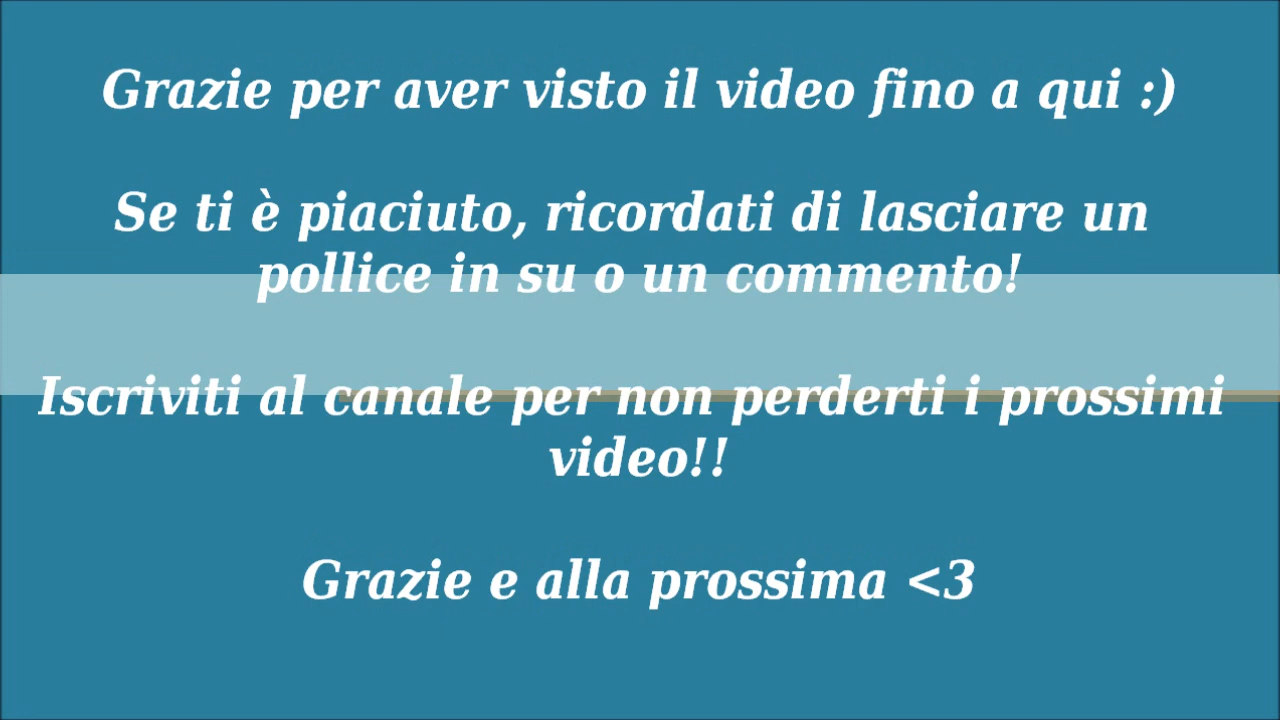 Grazie per aver visto il video fino a qui :)
Se ti è piaciuto, ricordati di lasciare un
pollice in su o un commento!
Iscriviti al canale per non perderti i prossimi
video!!
Grazie e alla prossima <3